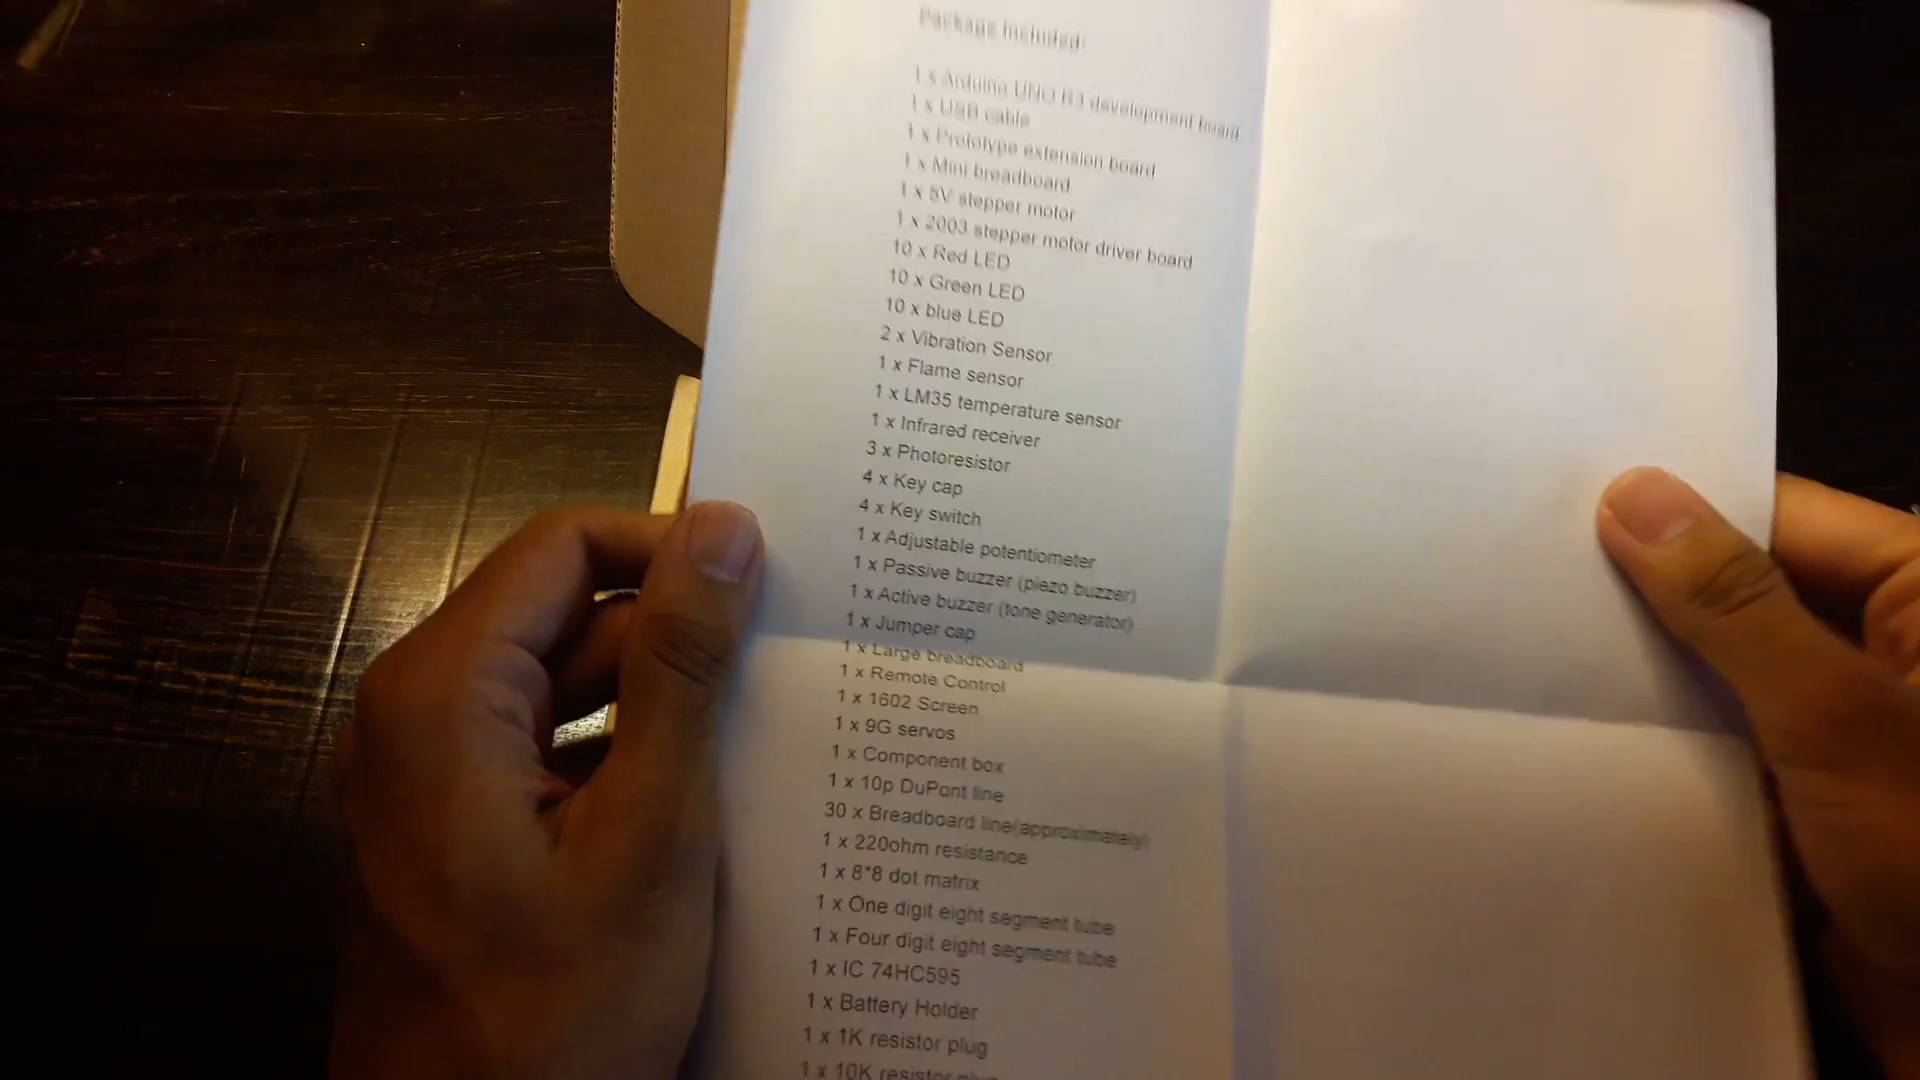 Package Included:
1 x Arduino UNO R3 development board
1 x USB cable
1 x Prototype extension board
1 x Mini breadboard
1 x 5V stepper motor
1 x 2003 stepper motor driver board
10 x Red LED
10 x Green LED
10 x blue LED
2 x Vibration Sensor
1 x Flame sensor
1 x LM35 temperature sensor
1 x Infrared receiver
3 x Photoresistor
4 x Key cap
4 x Key switch
1 x Adjustable potentiometer
1 x Passive buzzer (piezo buzzer)
1 x Active buzzer (tone generator)
1 x Jumper cap
1 x Large breadboard
1 x Remote Control
1 x 1602 Screen
1 x 9G servos
1 x Component box
1 x 10p DuPont line
30 x Breadboard line(approximately)
1 x 220ohm resistance
1 x 8*8 dot matrix
1 x One digit eight segment tube
1 x Four digit eight segment tube
1 x IC 74HC595
1 x Battery Holder
1 x 1K resistor plug
1 x 10K resistor plug